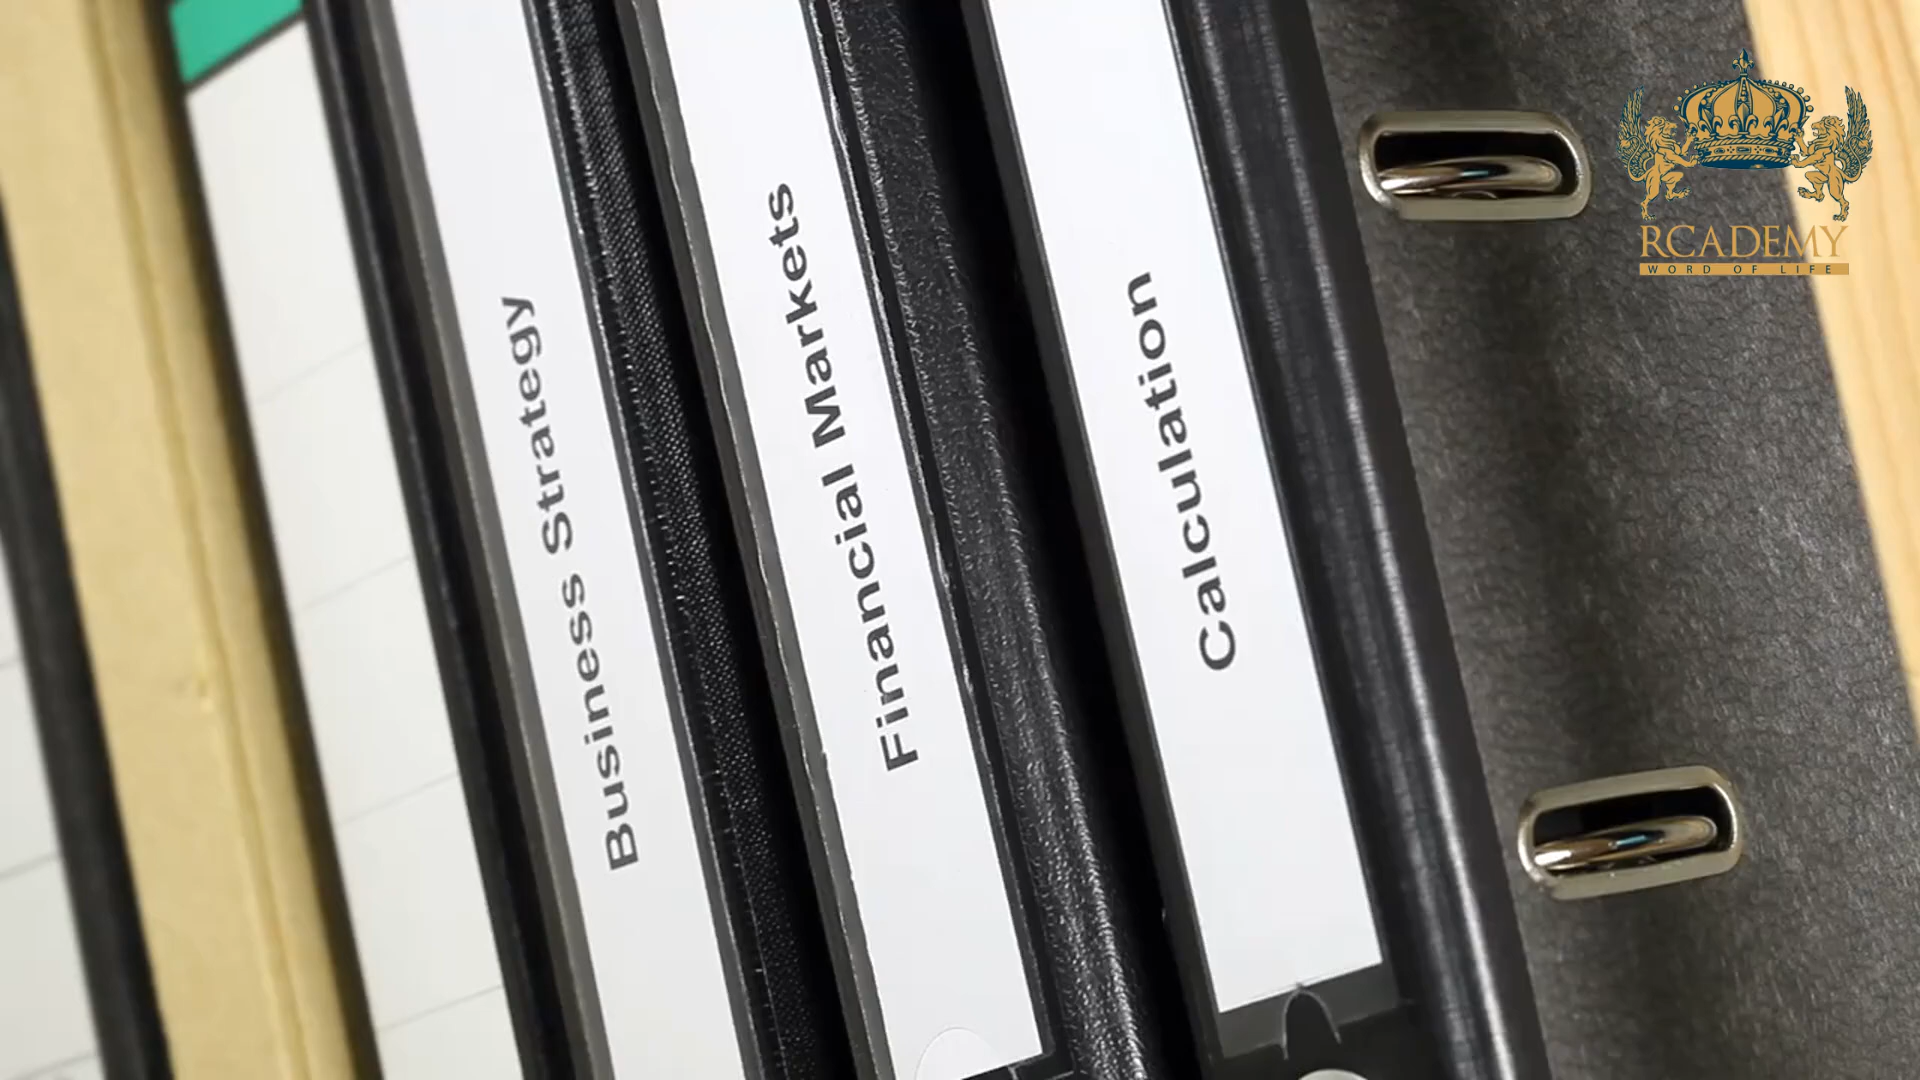 Business Strategy
Financial Markets
Calculation
RCADEMY
WORD OF LIFE